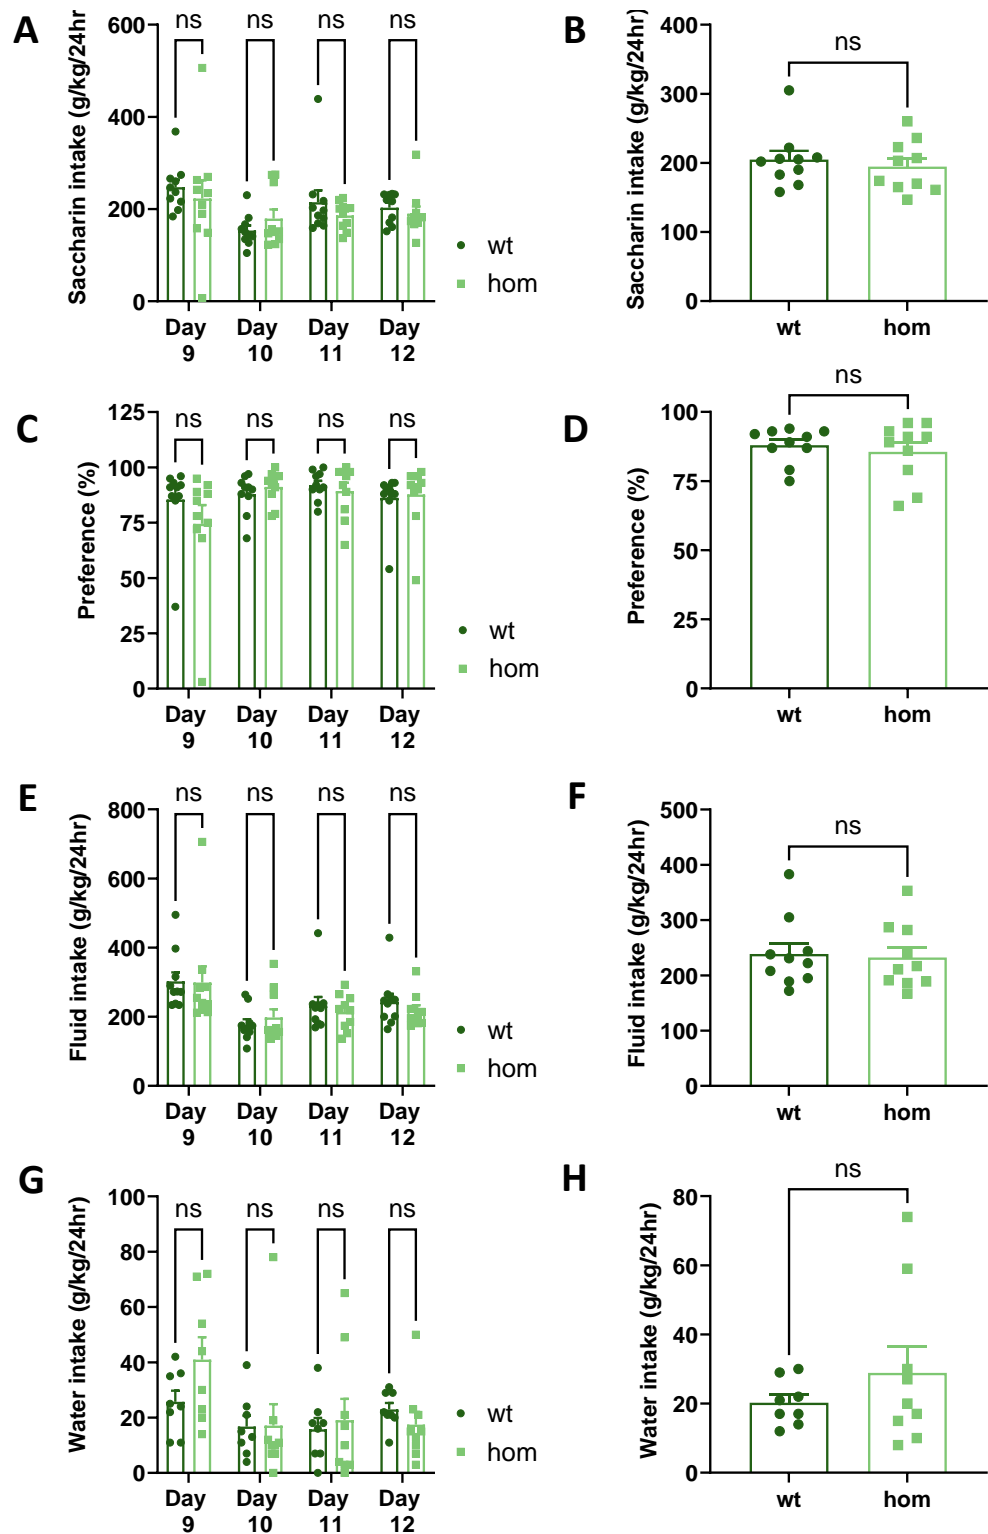 A
Saccharin intake (g/kg/24hr)
600
400
200
0
ns
ns
ns
ns
Day 9
Day 10
Day 11
Day 12
wt
hom
B
Saccharin intake (g/kg/24hr)
400
300
200
100
0
ns
wt
hom
C
Preference (%)
125
100
75
50
25
0
ns
ns
ns
ns
Day 9
Day 10
Day 11
Day 12
wt
hom
D
Preference (%)
100
75
50
25
0
ns
wt
hom
E
Fluid intake (g/kg/24hr)
800
600
400
200
0
ns
ns
ns
ns
Day 9
Day 10
Day 11
Day 12
wt
hom
F
Fluid intake (g/kg/24hr)
500
400
300
200
100
0
ns
wt
hom
G
Water intake (g/kg/24hr)
100
80
60
40
20
0
ns
ns
ns
ns
Day 9
Day 10
Day 11
Day 12
wt
hom
H
Water intake (g/kg/24hr)
80
60
40
20
0
ns
wt
hom